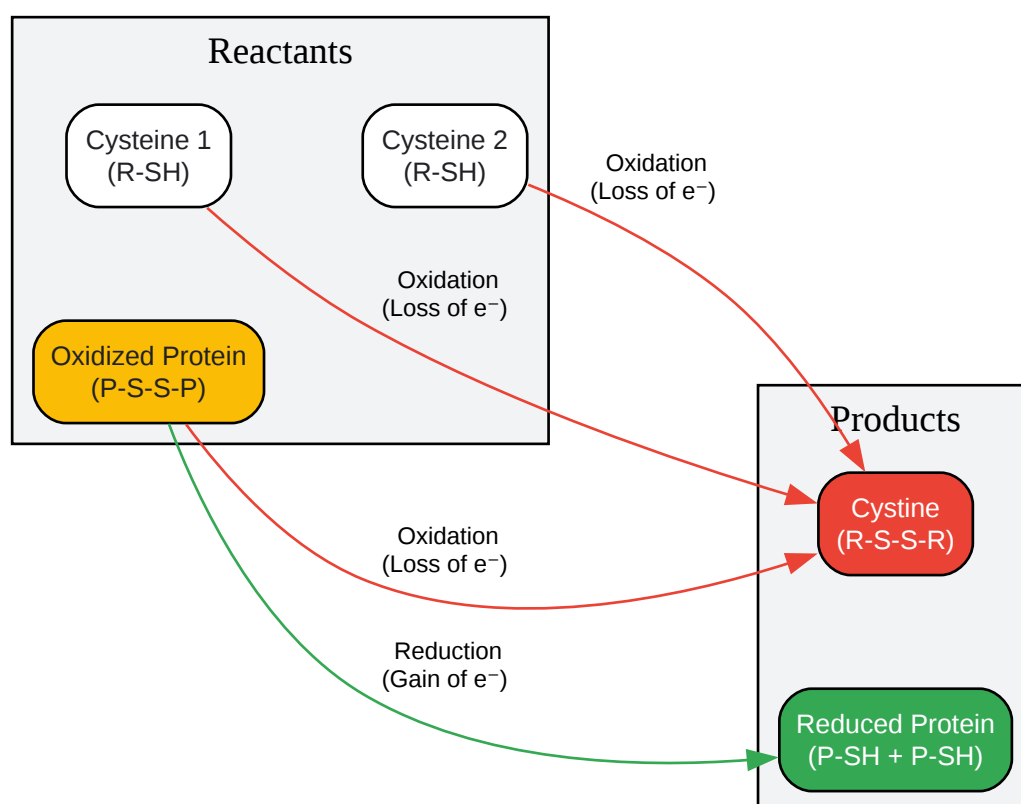 Reactants
Cysteine 1
(R-SH)
Cysteine 2
(R-SH)
Oxidation
(Loss of e⁻)
Oxidation
(Loss of e⁻)
Oxidized Protein
(P-S-S-P)
Products
Cystine
(R-S-S-R)
Oxidation
(Loss of e⁻)
Reduction
(Gain of e⁻)
Reduced Protein
(P-SH + P-SH)